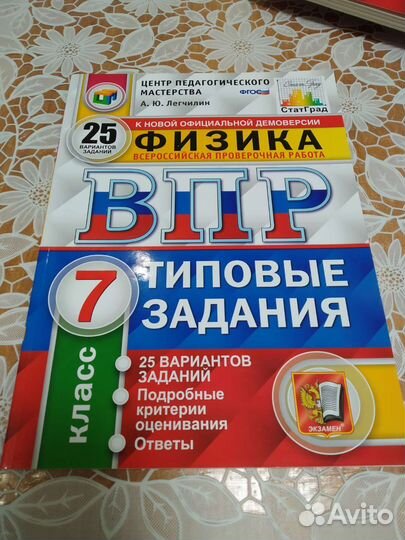 ЦЕНТР ПЕДАГОГИЧЕСКОГО
МАСТЕРСТВА
ФГОС
А. Ю. Легчилин
СтатГрад
25
ВАРИАНТОВ
ЗАДАНИЙ
К НОВОЙ ОФИЦИАЛЬНОЙ ДЕМОВЕРСИИ
ФИЗИКА
ВСЕРОССИЙСКАЯ ПРОВЕРОЧНАЯ РАБОТА
ВПР
7
класс
ТИПОВЫЕ
ЗАДАНИЯ
25 ВАРИАНТОВ
ЗАДАНИЙ
Подробные
критерии
оценивания
Ответы
ЭКЗАМЕН
Avito